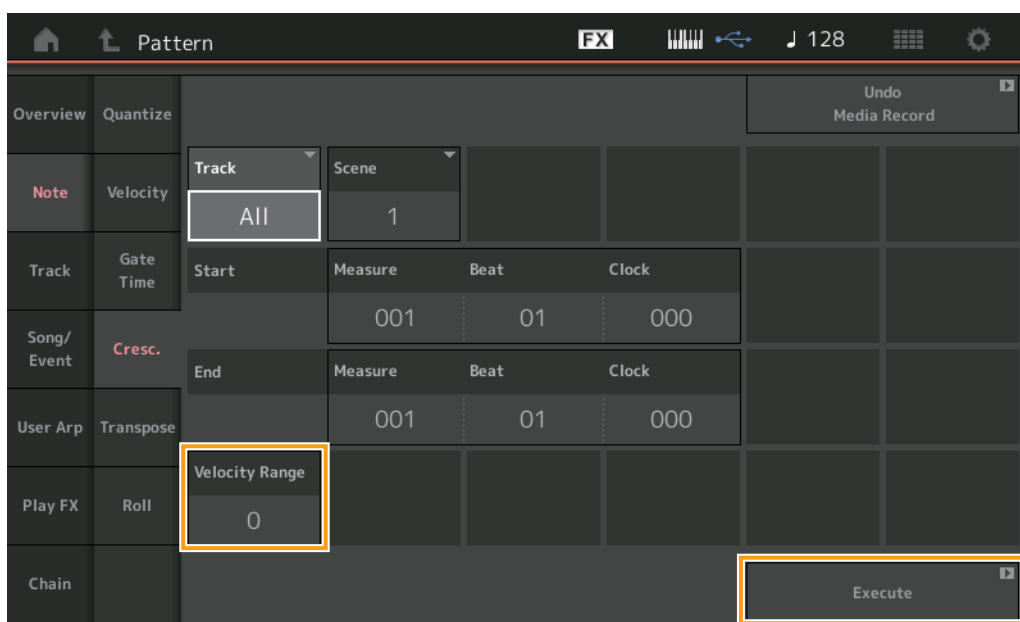 Pattern
FX
♩ 128
Overview
Quantize
Undo
Media Record
Note
Velocity
Track
All
Scene
1
Track
Gate
Time
Start
Measure
Beat
Clock
001
01
000
Song/
Event
Cresc.
End
Measure
Beat
Clock
001
01
000
User Arp
Transpose
Velocity Range
0
Play FX
Roll
Chain
Execute